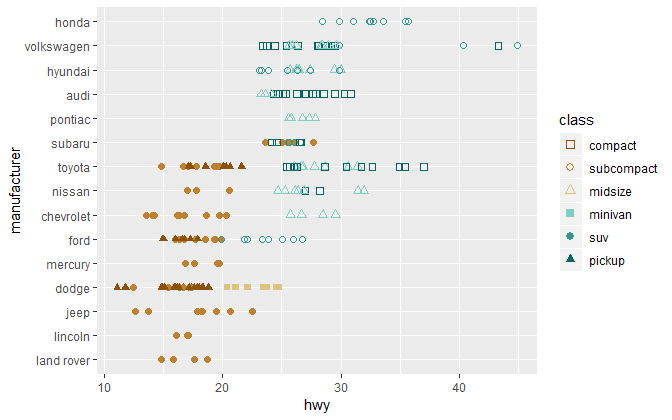 honda
volkswagen
hyundai
audi
pontiac
subaru
toyota
nissan
chevrolet
ford
mercury
dodge
jeep
lincoln
land rover
manufacturer
10 20 30 40
hwy
class
compact
subcompact
midsize
minivan
suv
pickup